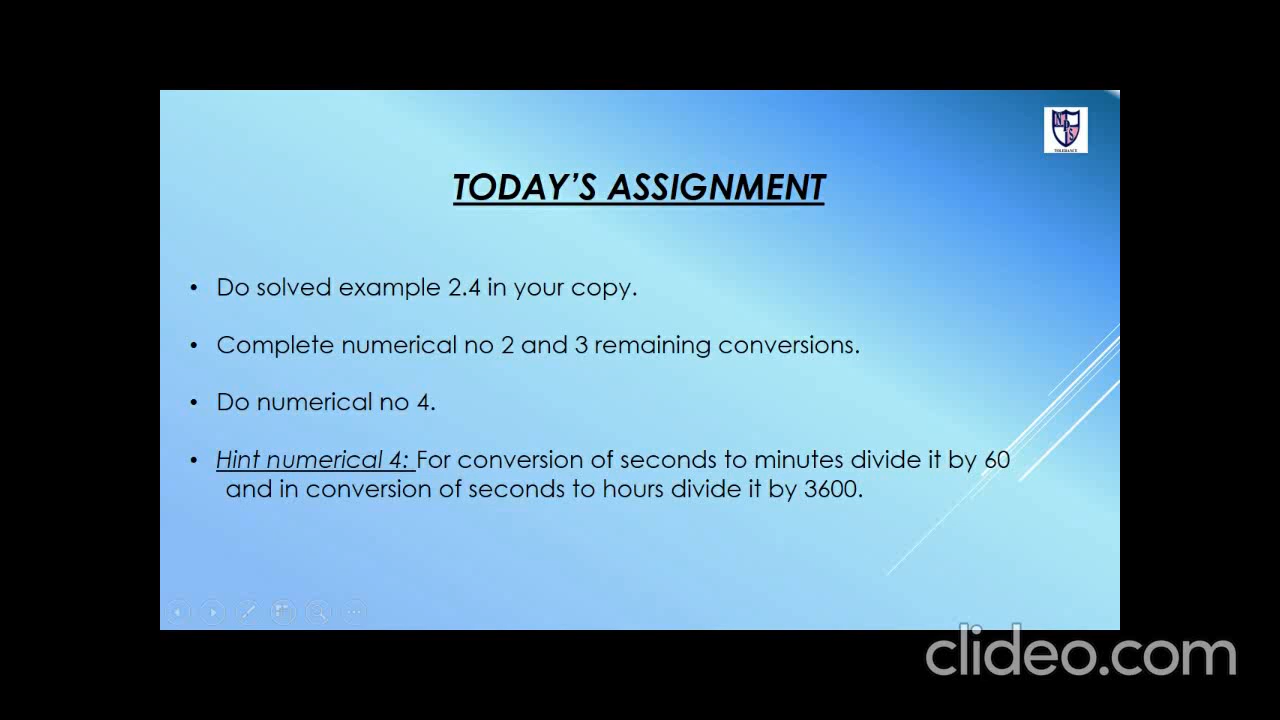 N
P
I S
TODAY'S ASSIGNMENT
• Do solved example 2.4 in your copy.
• Complete numerical no 2 and 3 remaining conversions.
• Do numerical no 4.
• Hint numerical 4: For conversion of seconds to minutes divide it by 60
and in conversion of seconds to hours divide it by 3600.
clideo.com